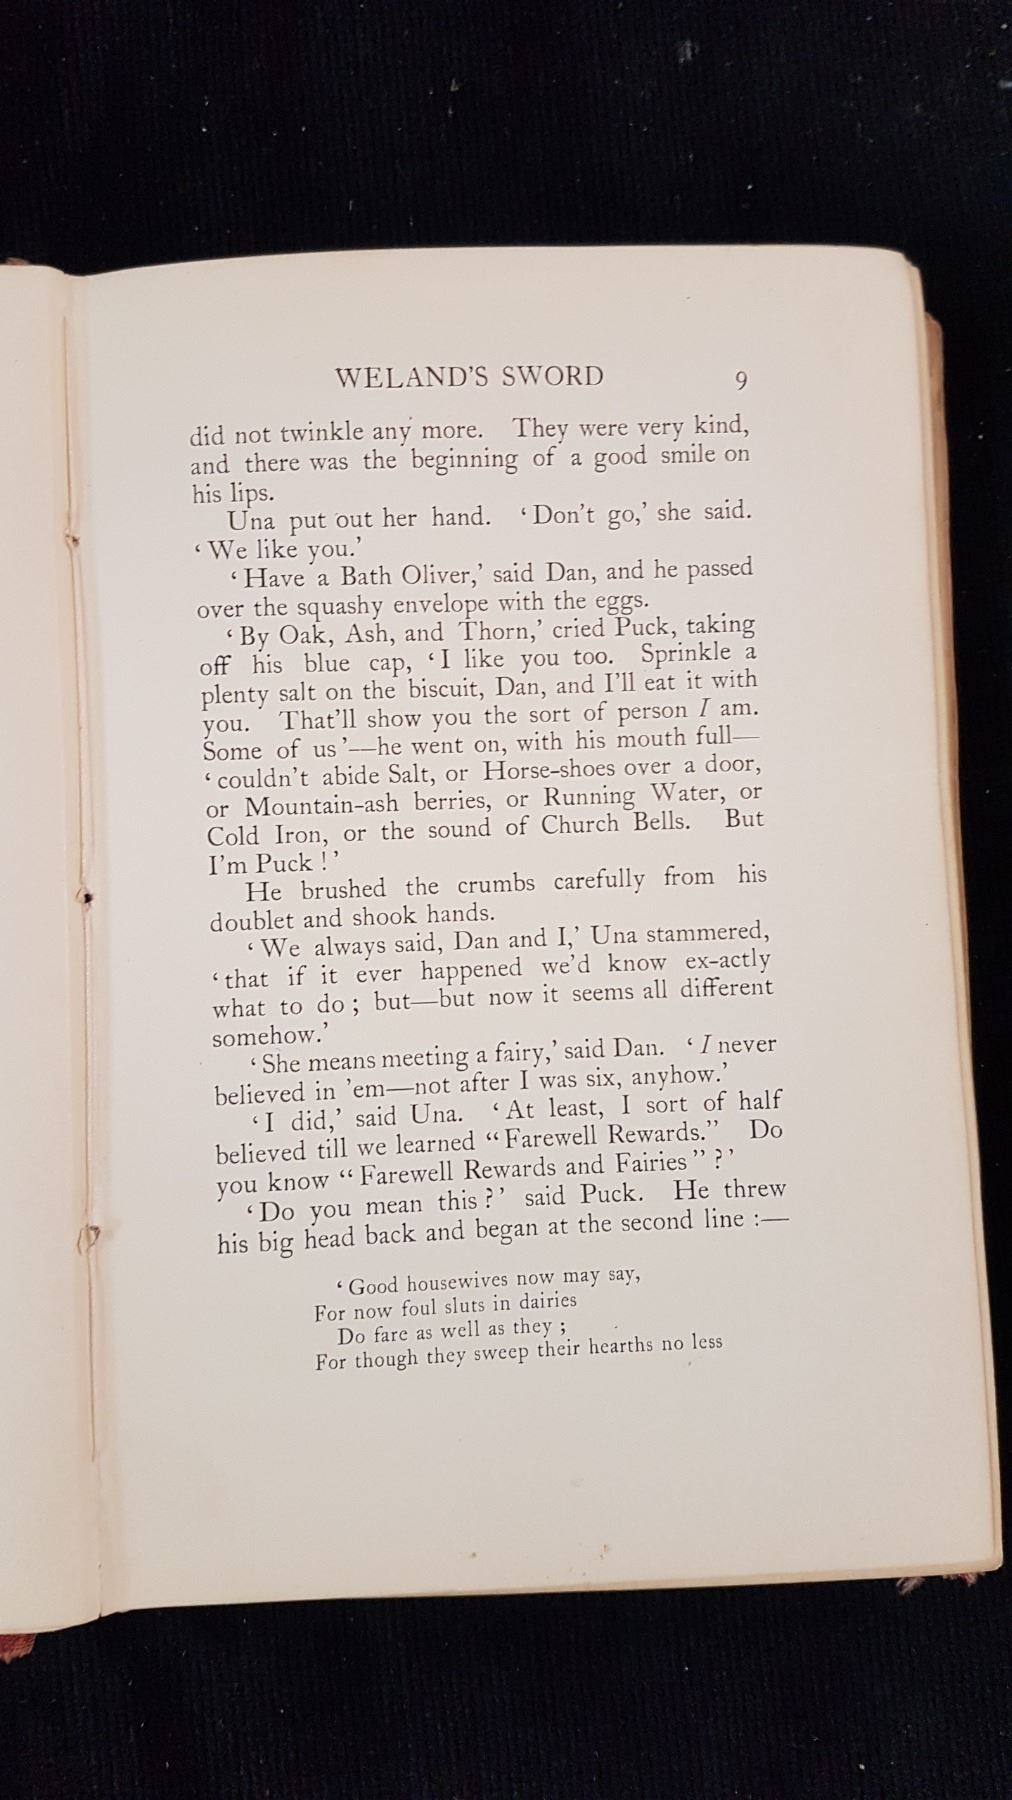 WELAND'S SWORD 9
did not twinkle any more. They were very kind,
and there was the beginning of a good smile on
his lips.
Una put out her hand. ‘Don't go,’ she said.
‘We like you.’
‘Have a Bath Oliver,’ said Dan, and he passed
over the squashy envelope with the eggs.
‘By Oak, Ash, and Thorn,’ cried Puck, taking
off his blue cap, ‘I like you too. Sprinkle a
plenty salt on the biscuit, Dan, and I'll eat it with
you. That'll show you the sort of person I am.
Some of us’—he went on, with his mouth full—
‘couldn't abide Salt, or Horse-shoes over a door,
or Mountain-ash berries, or Running Water, or
Cold Iron, or the sound of Church Bells. But
I'm Puck!’
He brushed the crumbs carefully from his
doublet and shook hands.
‘We always said, Dan and I,’ Una stammered,
‘that if it ever happened we'd know ex-actly
what to do; but—but now it seems all different
somehow.’
‘She means meeting a fairy,’ said Dan. ‘I never
believed in 'em—not after I was six, anyhow.’
‘I did,’ said Una. ‘At least, I sort of half
believed till we learned “Farewell Rewards.” Do
you know “Farewell Rewards and Fairies”?’
‘Do you mean this?’ said Puck. He threw
his big head back and began at the second line:—
‘Good housewives now may say,
For now foul sluts in dairies
Do fare as well as they;
For though they sweep their hearths no less